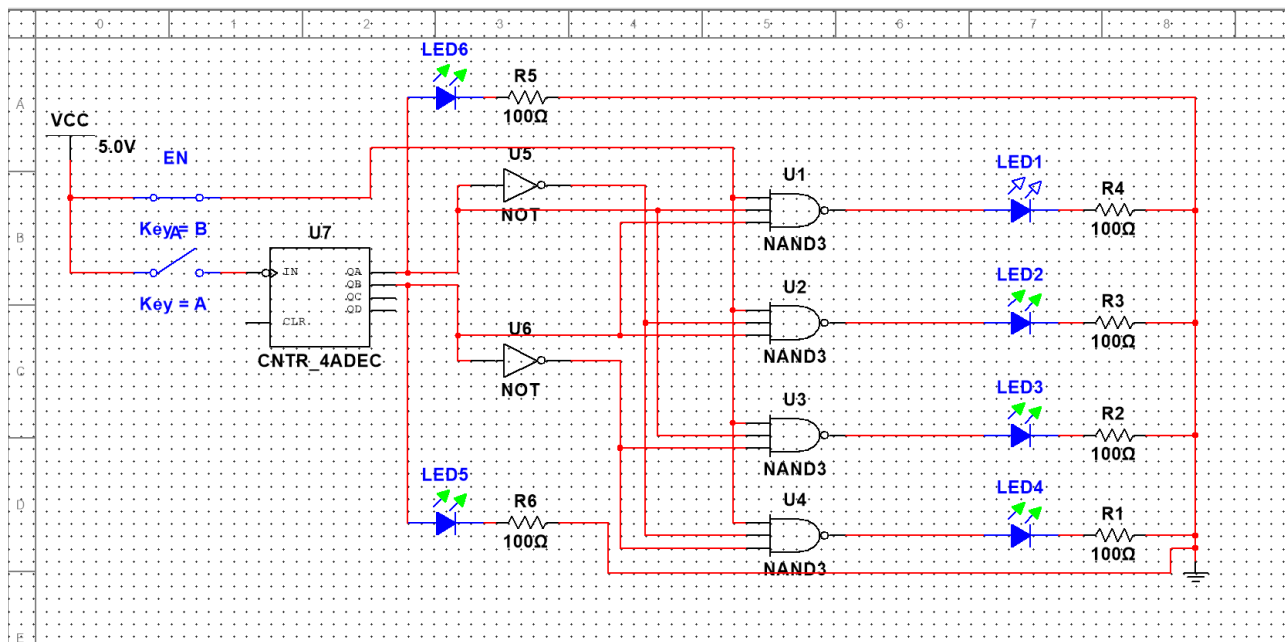 0 1 2 3 4 5 6 7 8
A
B
C
D
E
LED6
R5
100Ω
VCC
5.0V
EN
Key = B
A
Key = A
U7
IN
QA
QB
QC
QD
CLR
CNTR_4ADEC
U5
NOT
U6
NOT
LED5
R6
100Ω
U1
NAND3
U2
NAND3
U3
NAND3
U4
NAND3
LED1
R4
100Ω
LED2
R3
100Ω
LED3
R2
100Ω
LED4
R1
100Ω